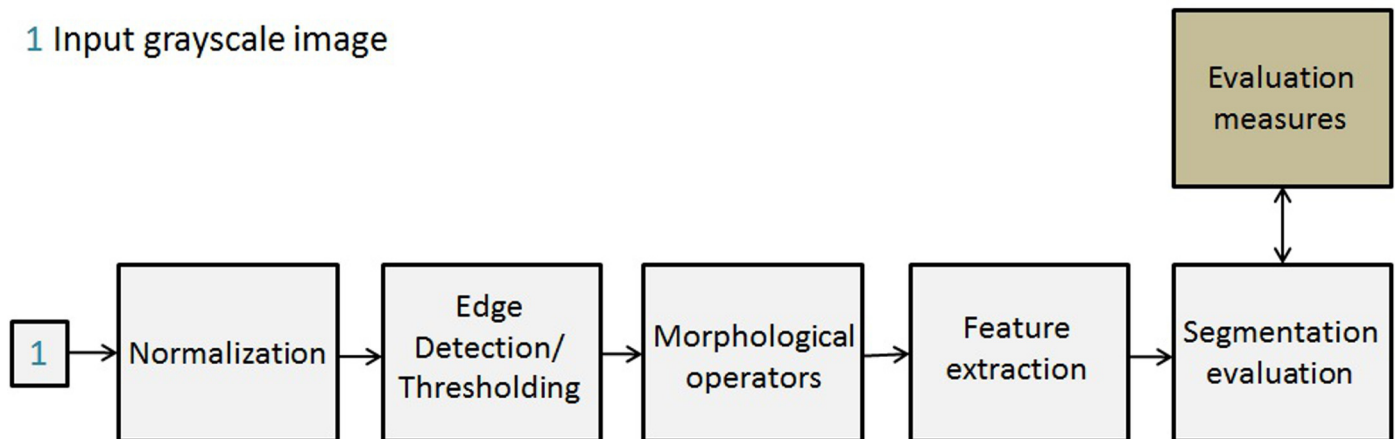 1 Input grayscale image
Evaluation
measures
1
Normalization
Edge
Detection/
Thresholding
Morphological
operators
Feature
extraction
Segmentation
evaluation